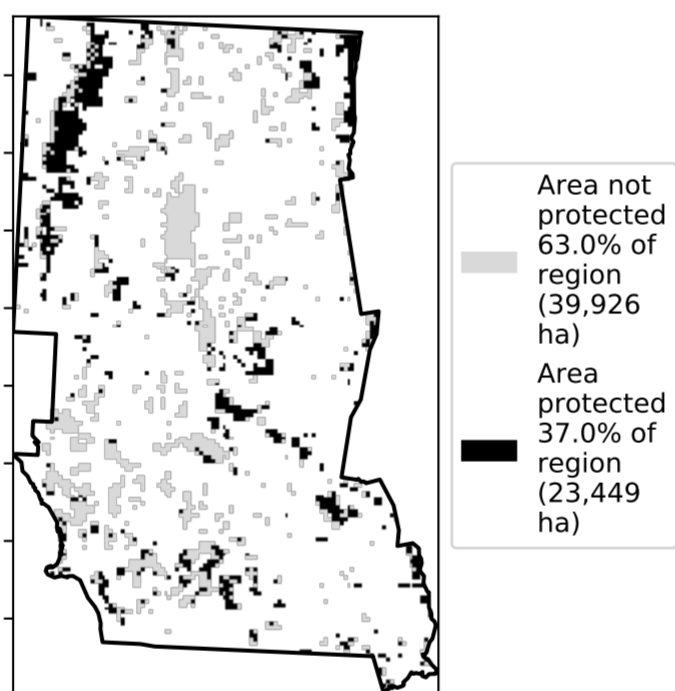 Area not
protected
63.0% of
region
(39,926
ha)
Area
protected
37.0% of
region
(23,449
ha)